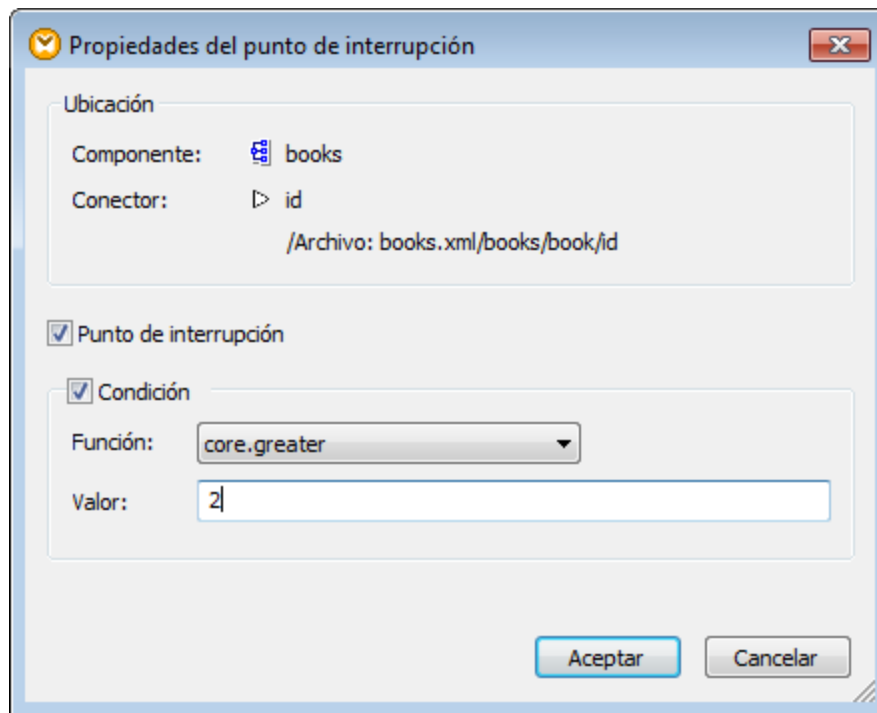 Propiedades del punto de interrupción
Ubicación
Componente: books
Conector: id
/Archivo: books.xml/books/book/id
Punto de interrupción
Condición
Función: core.greater
Valor: 2
Aceptar Cancelar